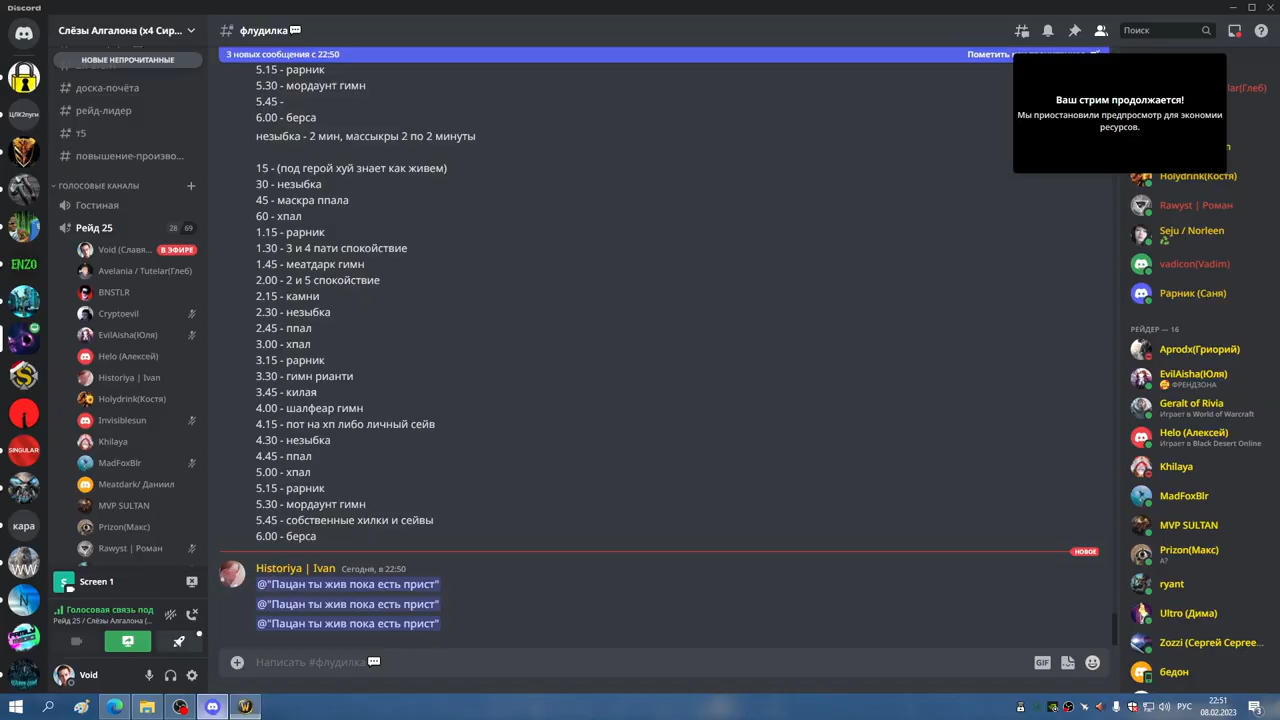 Discord
Слёзы Алгалона (x4 Сир...
НОВЫЕ НЕПРОЧИТАННЫЕ
доска-почёта
рейд-лидер
т5
повышение-произво...
ГОЛОСОВЫЕ КАНАЛЫ
Гостиная
Рейд 25 28 69
Void (Славя... В ЭФИРЕ
Avelania / Tutelar(Глеб)
BNSTLR
Cryptoevil
EvilAisha(Юля)
Helo (Алексей)
Historiya | Ivan
Holydrink(Костя)
Invisiblesun
Khilaya
MadFoxBlr
Meatdark/ Даниил
MVP SULTAN
Prizon(Макс)
Rawyst | Роман
Screen 1
Голосовая связь под
Рейд 25 / Слёзы Алгалона (...
Void
ЦЛК2пуги
ENZO
SINGULAR
кара
WW
флудилка
Поиск
3 новых сообщения с 22:50
5.15 - рарник
5.30 - мордаунт гимн
5.45 -
6.00 - берса
незыбка - 2 мин, массыкры 2 по 2 минуты
15 - (под герой хуй знает как живем)
30 - незыбка
45 - маскра ппала
60 - хпал
1.15 - рарник
1.30 - 3 и 4 пати спокойствие
1.45 - меатдарк гимн
2.00 - 2 и 5 спокойствие
2.15 - камни
2.30 - незыбка
2.45 - ппал
3.00 - хпал
3.15 - рарник
3.30 - гимн рианти
3.45 - килая
4.00 - шалфеар гимн
4.15 - пот на хп либо личный сейв
4.30 - незыбка
4.45 - ппал
5.00 - хпал
5.15 - рарник
5.30 - мордаунт гимн
5.45 - собственные хилки и сейвы
6.00 - берса
НОВОЕ
Historiya | Ivan Сегодня, в 22:50
@"Пацан ты жив пока есть прист"
@"Пацан ты жив пока есть прист"
@"Пацан ты жив пока есть прист"
Написать #флудилка
GIF
Пометить
Ваш стрим продолжается!
Мы приостановили предпросмотр для экономии
ресурсов.
Holydrink(Костя)
Rawyst | Роман
Seju / Norleen
vadicon(Vadim)
Рарник (Саня)
РЕЙДЕР — 16
Aprodx(Гриорий)
EvilAisha(Юля)
ФРЕНДЗОНА
Geralt of Rivia
Играет в World of Warcraft
Helo (Алексей)
Играет в Black Desert Online
Khilaya
MadFoxBlr
MVP SULTAN
Prizon(Макс)
A?
ryant
Ultro (Дима)
Zozzi (Сергей Сергее...
бедон
РУС
22:51
08.02.2023